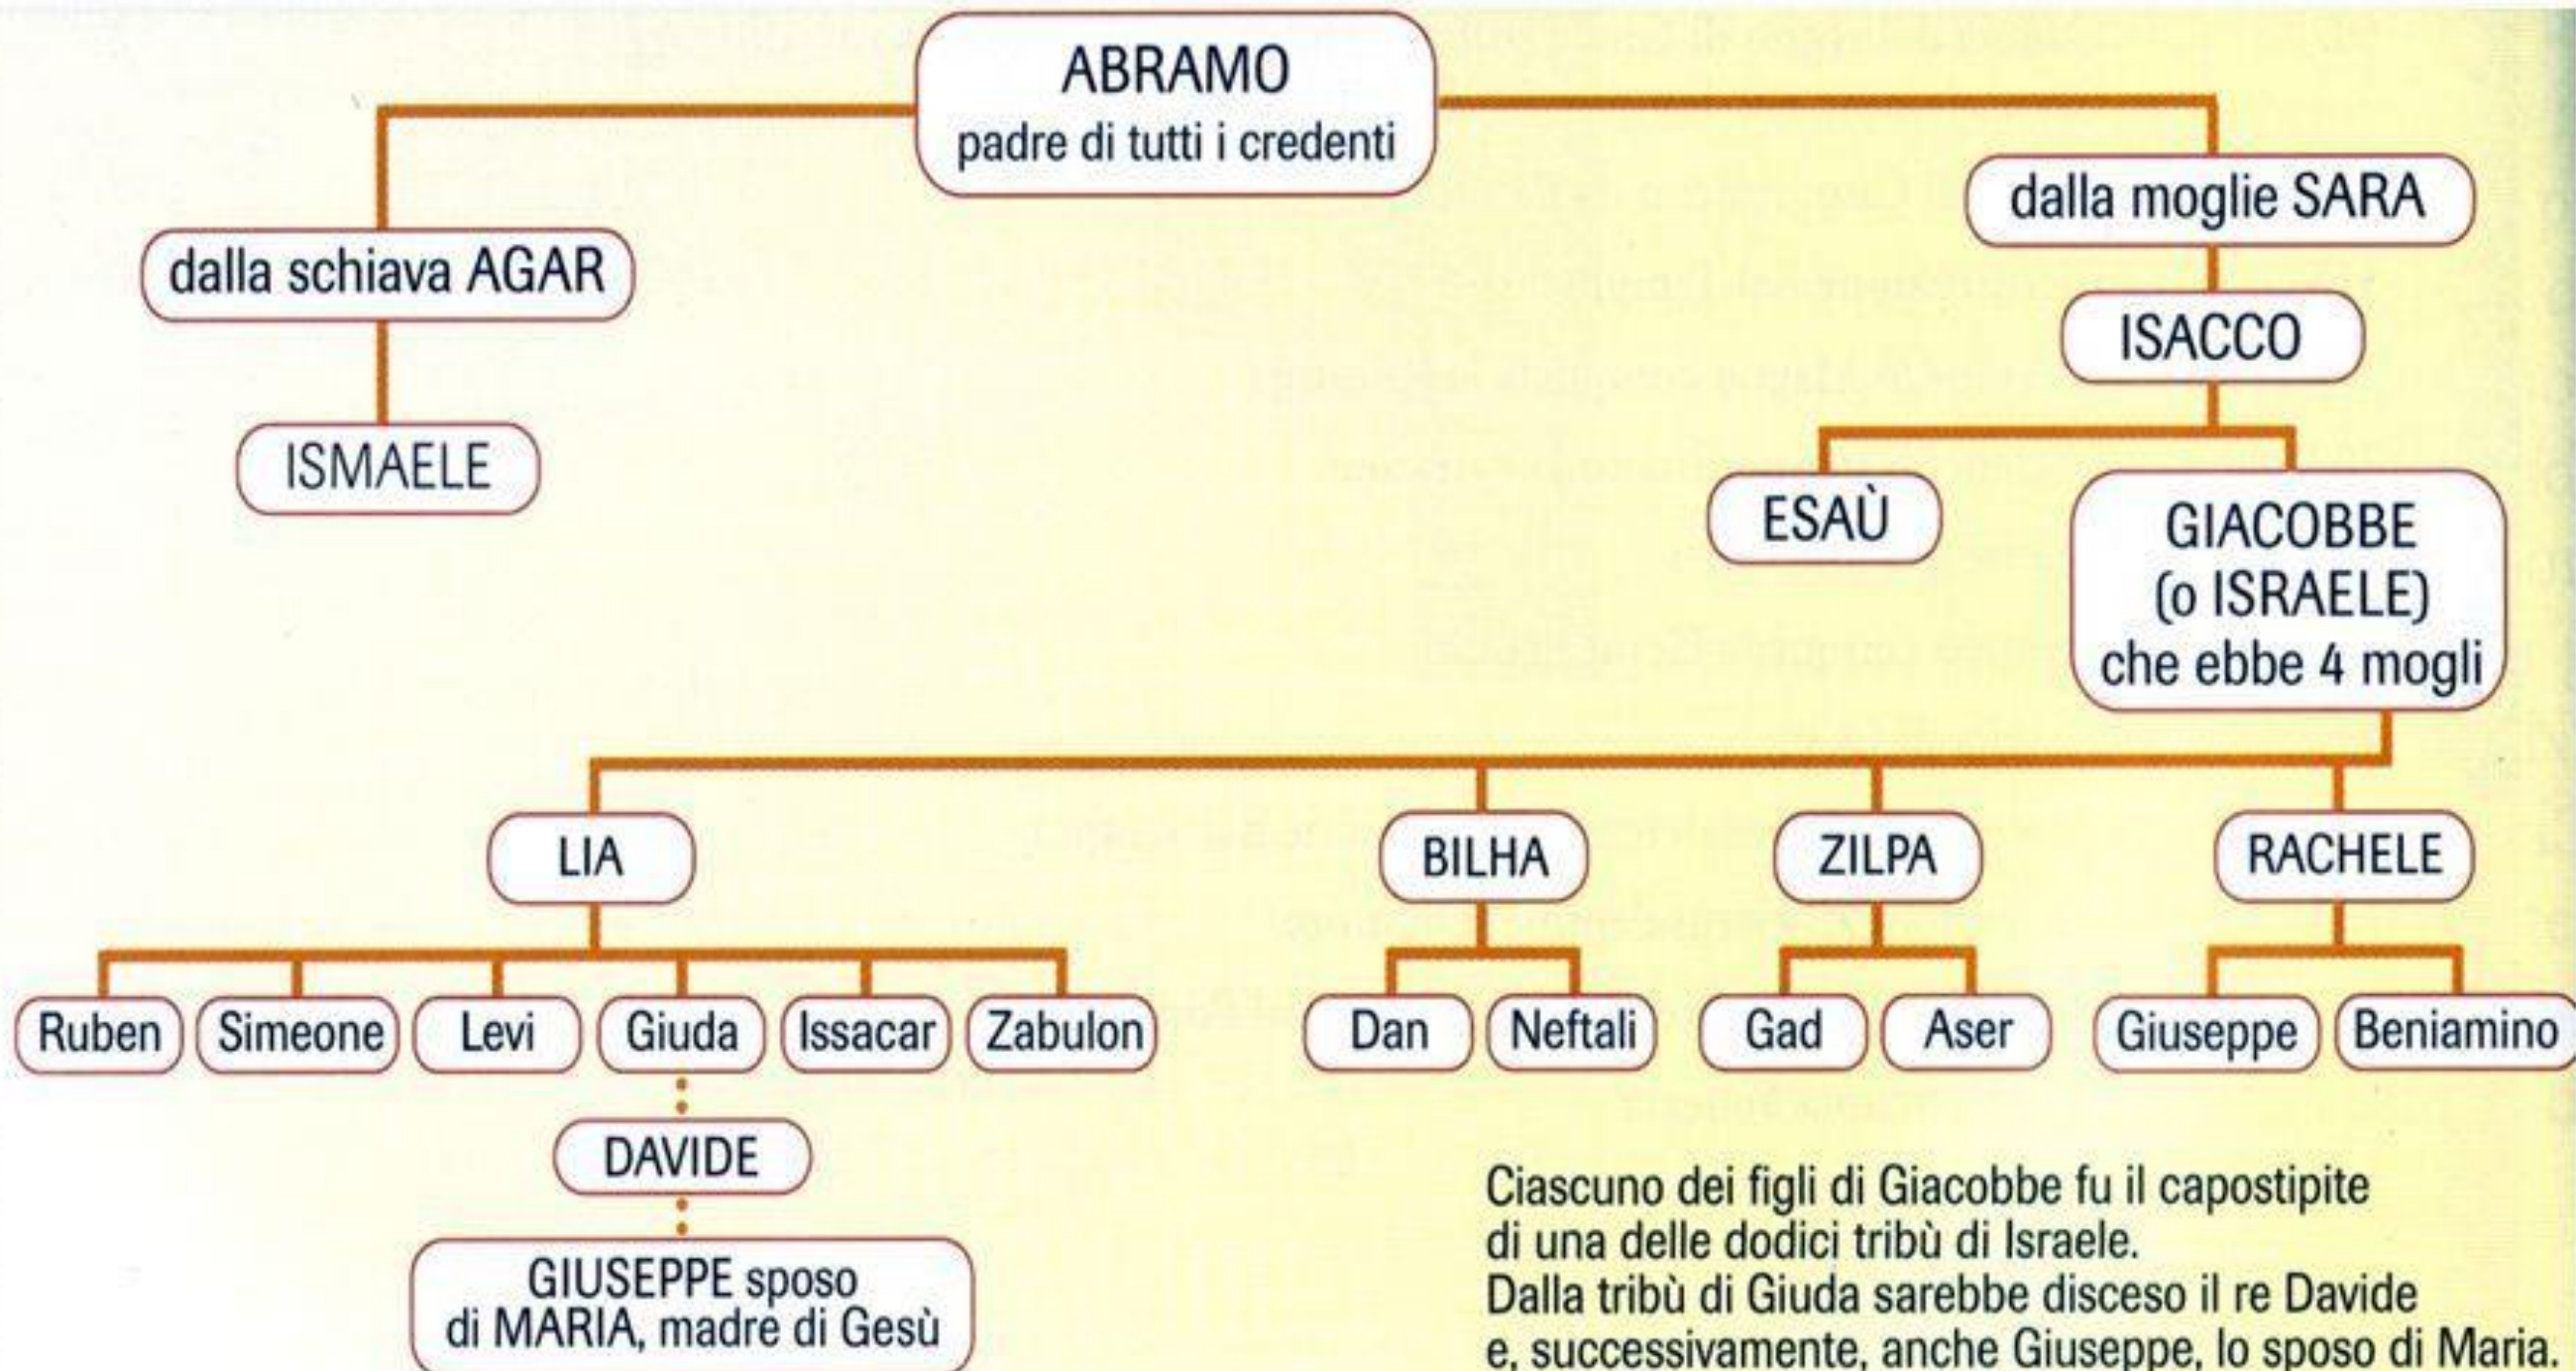 ABRAMO
padre di tutti i credenti
dalla schiava AGAR
dalla moglie SARA
ISMAELE
ISACCO
ESAÙ
GIACOBBE
(o ISRAELE)
che ebbe 4 mogli
LIA
BILHA
ZILPA
RACHELE
Ruben
Simeone
Levi
Giuda
Issacar
Zabulon
Dan
Neftali
Gad
Aser
Giuseppe
Beniamino
DAVIDE
GIUSEPPE sposo
di MARIA, madre di Gesù
Ciascuno dei figli di Giacobbe fu il capostipite
di una delle dodici tribù di Israele.
Dalla tribù di Giuda sarebbe disceso il re Davide
e, successivamente, anche Giuseppe, lo sposo di Maria.